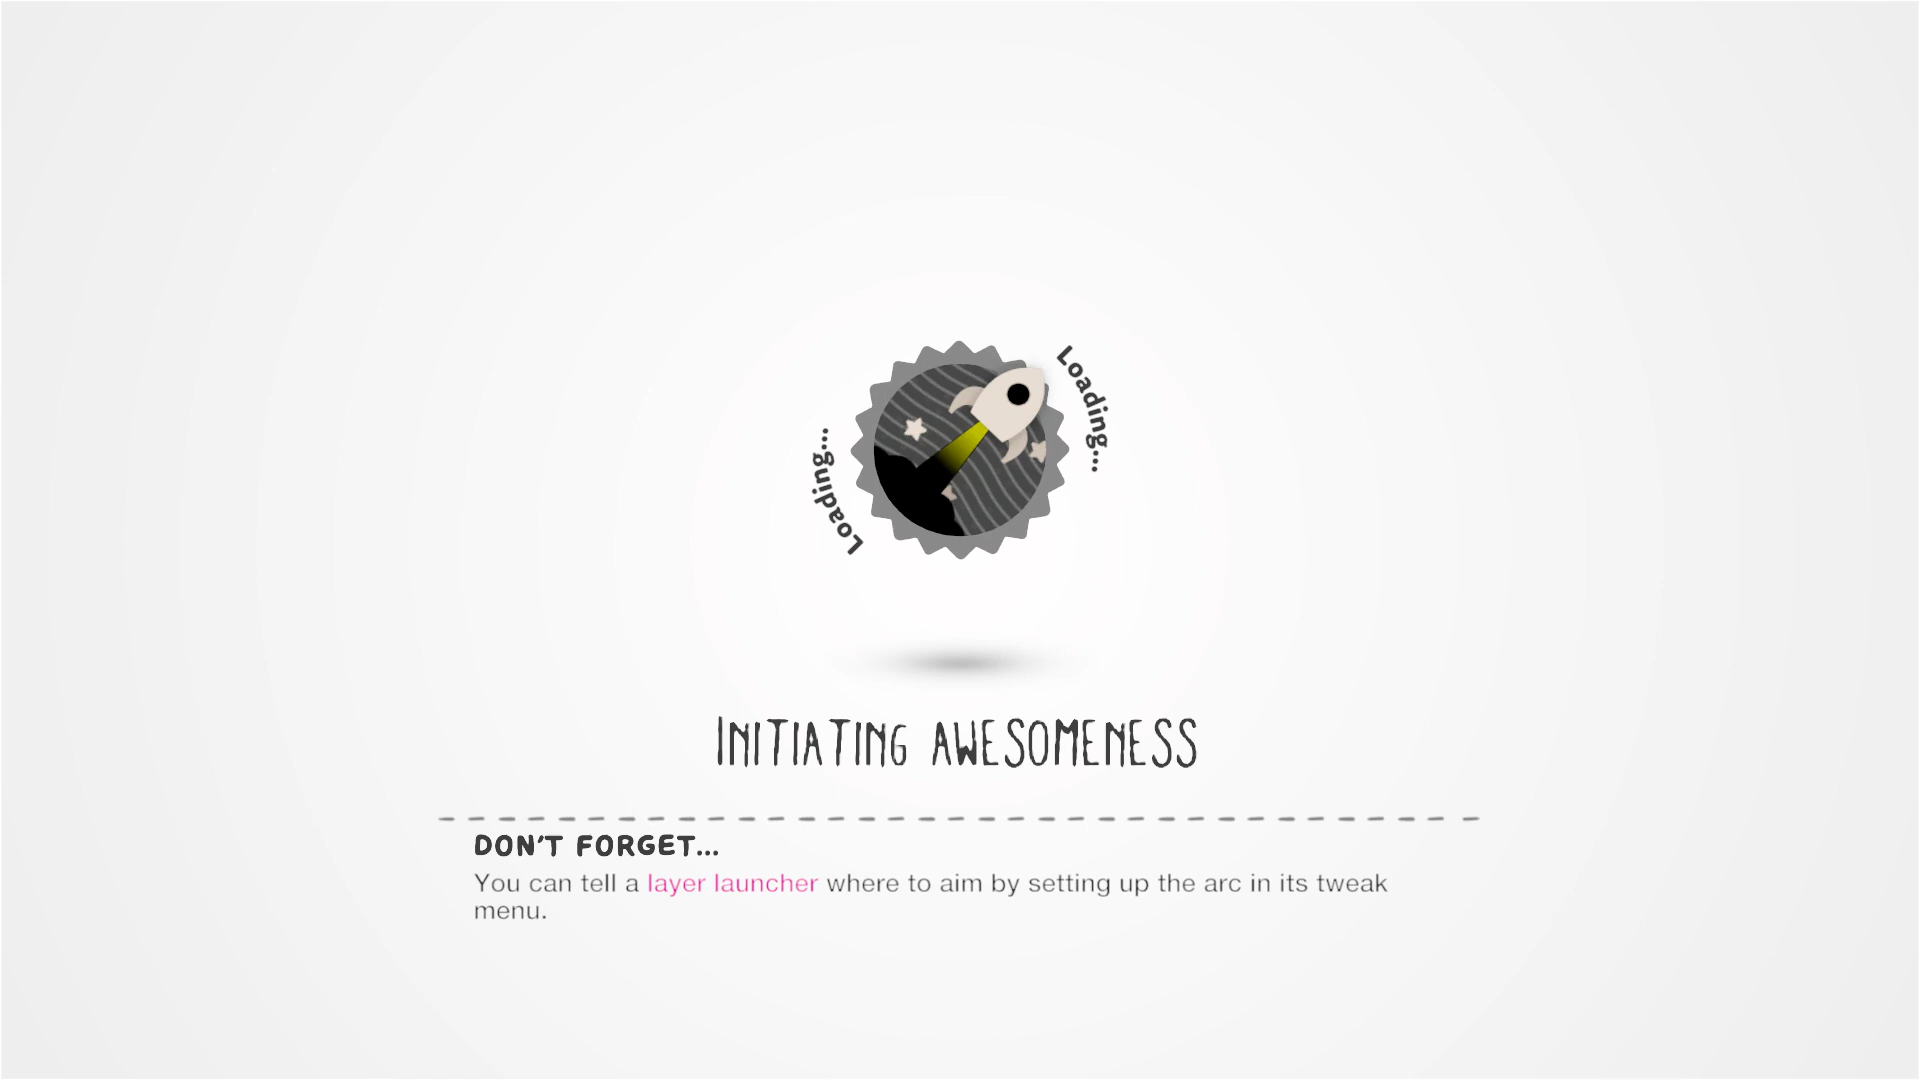 Loading...
Loading...
INITIATING AWESOMENESS
DON'T FORGET...
You can tell a layer launcher where to aim by setting up the arc in its tweak
menu.